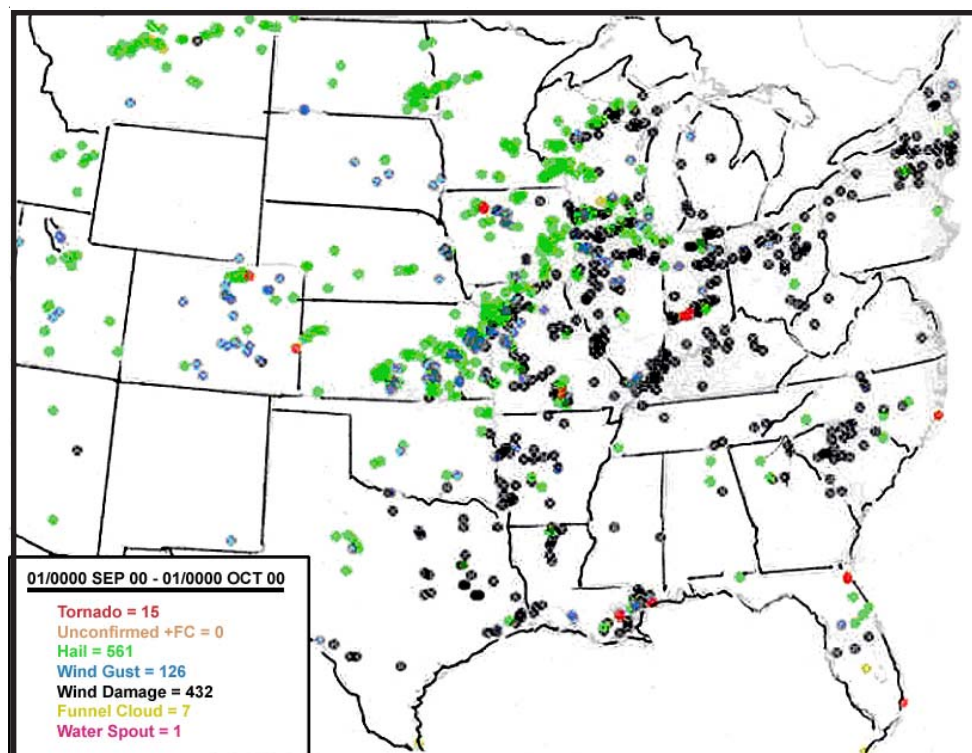 01/0000 SEP 00 - 01/0000 OCT 00
Tornado = 15
Unconfirmed +FC = 0
Hail = 561
Wind Gust = 126
Wind Damage = 432
Funnel Cloud = 7
Water Spout = 1